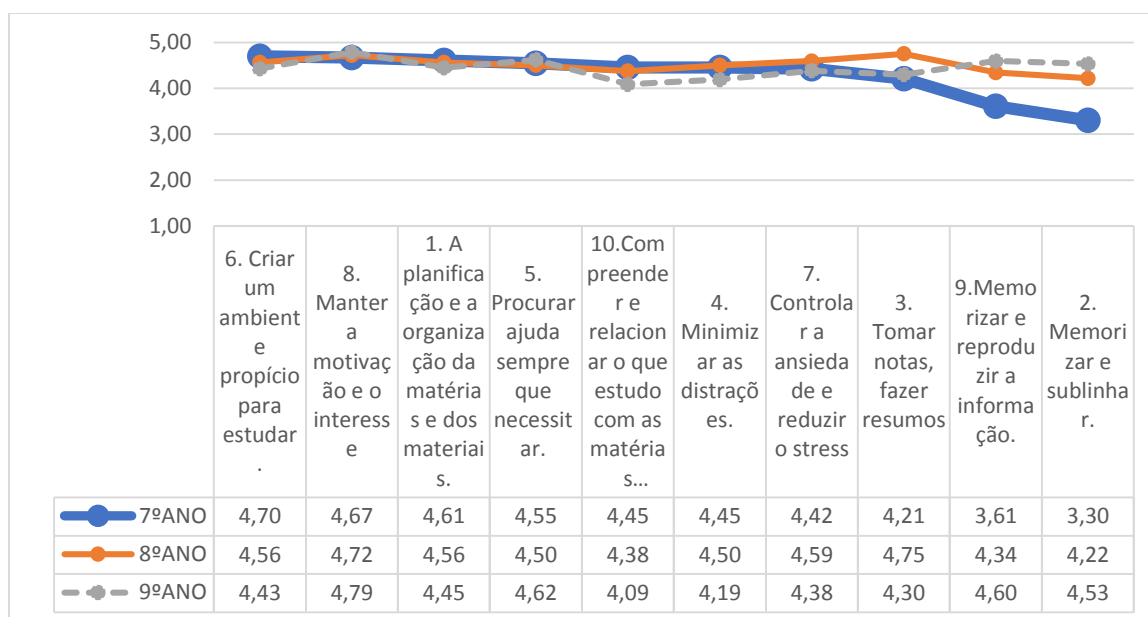 5,00
4,00
3,00
2,00
1,00
6. Criar
um
ambient
e
propício
para
estudar
.
8.
Manter
a
motivaç
ão e o
interess
e
1. A
planifica
ção e a
organiza
ção da
matéria
s e dos
materiai
s.
5.
Procurar
ajuda
sempre
que
necessit
ar.
10.Com
preende
r e
relacion
ar o que
estudo
com as
matéria
s...
4.
Minimiz
ar as
distraçõ
es.
7.
Controla
r a
ansieda
de e
reduzir
o stress
3.
Tomar
notas,
fazer
resumos
9.Memo
rizar e
reprodu
zir a
informa
ção.
2.
Memori
zar e
sublinha
r.
7ºANO 4,70 4,67 4,61 4,55 4,45 4,45 4,42 4,21 3,61 3,30
8ºANO 4,56 4,72 4,56 4,50 4,38 4,50 4,59 4,75 4,34 4,22
9ºANO 4,43 4,79 4,45 4,62 4,09 4,19 4,38 4,30 4,60 4,53